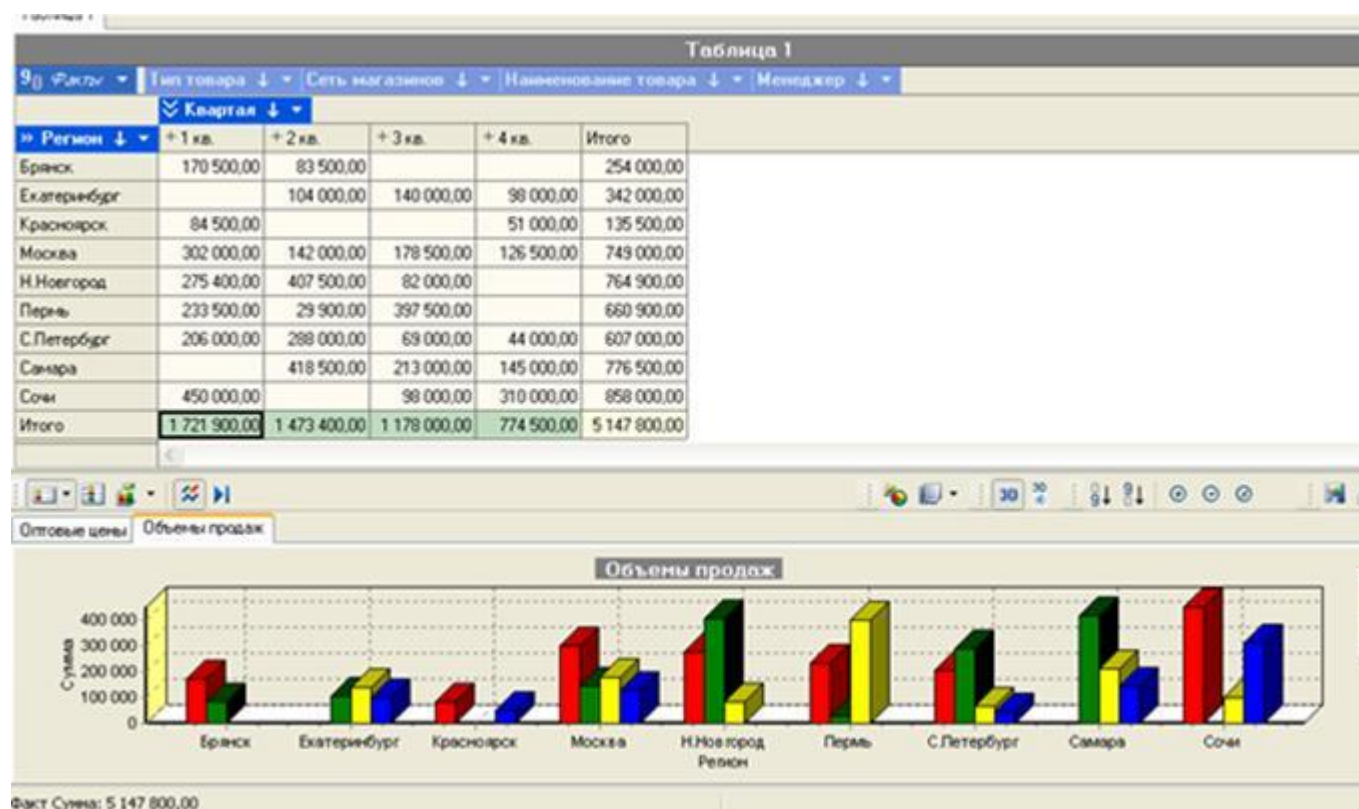 Таблица 1
Факты Тип товара Сеть магазинов Наименование товара Менеджер
Квартал
Регион + 1 кв. + 2 кв. + 3 кв. + 4 кв. Итого
Брянск 170 500,00 83 500,00 254 000,00
Екатеринбург 104 000,00 140 000,00 98 000,00 342 000,00
Красноярск 84 500,00 51 000,00 135 500,00
Москва 302 000,00 142 000,00 178 500,00 126 500,00 749 000,00
Н.Новгород 275 400,00 407 500,00 82 000,00 764 900,00
Пермь 233 500,00 29 900,00 397 500,00 660 900,00
С.Петербург 206 000,00 288 000,00 69 000,00 44 000,00 607 000,00
Самара 418 500,00 213 000,00 145 000,00 776 500,00
Сочи 450 000,00 98 000,00 310 000,00 858 000,00
Итого 1 721 900,00 1 473 400,00 1 178 000,00 774 500,00 5 147 800,00
3D
Оптовые цены Объемы продаж
Объемы продаж
400 000
300 000
200 000
100 000
0
Сумма
Брянск Екатеринбург Красноярск Москва Н.Новгород Пермь С.Петербург Самара Сочи
Регион
Факт Сумма: 5 147 800,00